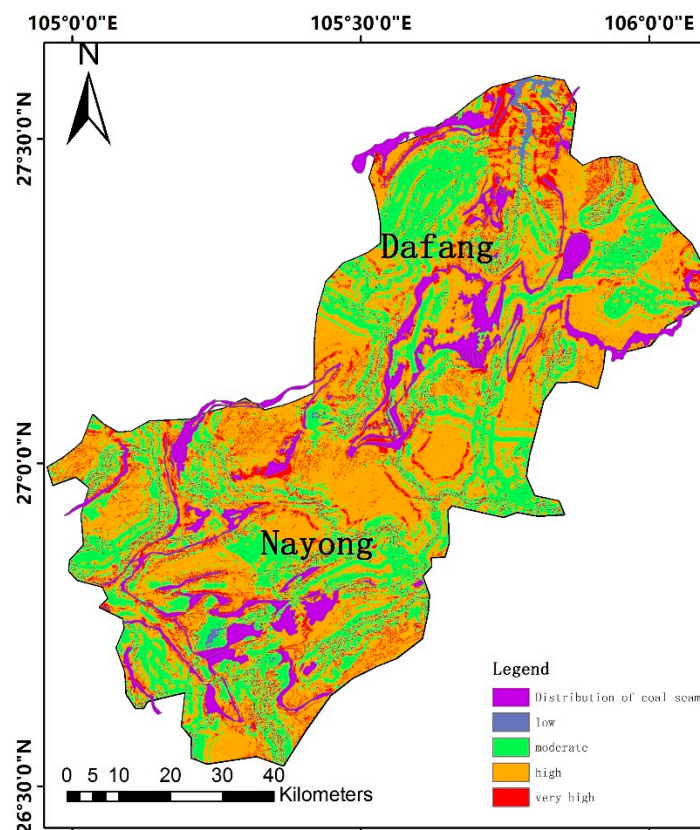 105°0'0"E 105°30'0"E 106°0'0"E
N
27°30'0"N
Dafang
27°0'0"N
Nayong
Legend
Distribution of coal seam
low
moderate
high
very high
0 5 10 20 30 40
Kilometers
26°30'0"N